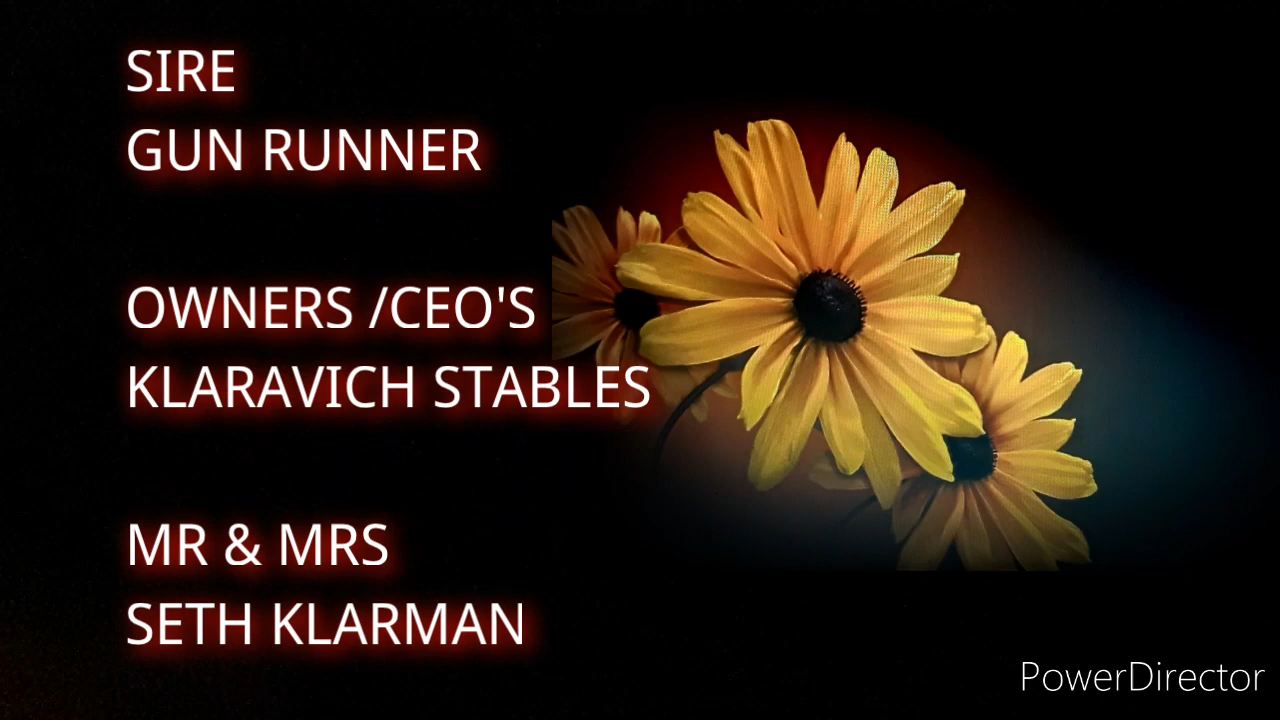 SIRE
GUN RUNNER
OWNERS /CEO'S
KLARAVICH STABLES
MR & MRS
SETH KLARMAN
PowerDirector